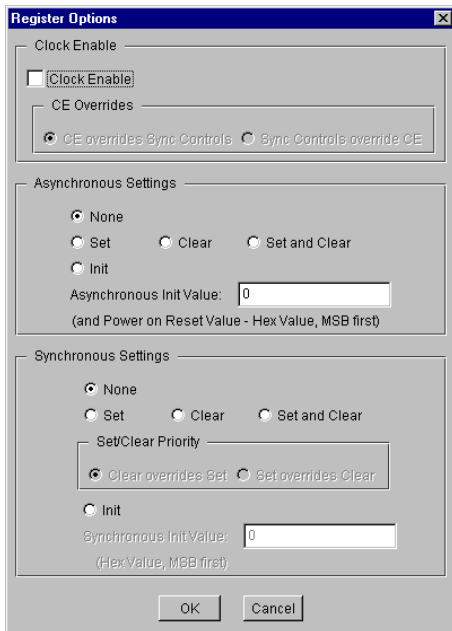 Register Options
Clock Enable
Clock Enable
CE Overrides
CE overrides Sync Controls Sync Controls override CE
Asynchronous Settings
None
Set Clear Set and Clear
Init
Asynchronous Init Value: 0
(and Power on Reset Value - Hex Value, MSB first)
Synchronous Settings
None
Set Clear Set and Clear
Set/Clear Priority
Clear overrides Set Set overrides Clear
Init
Synchronous Init Value: 0
(Hex Value, MSB first)
OK Cancel